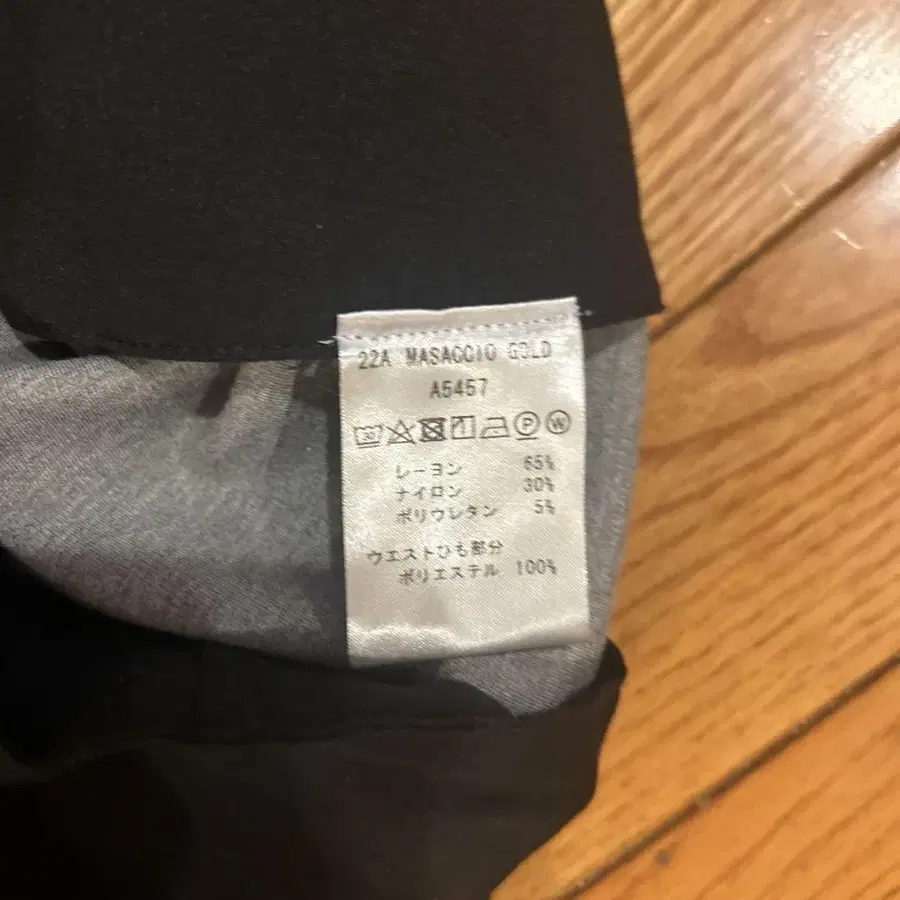 22A MASACCIO GOLD
A5457
30 P W
レーヨン 65%
ナイロン 30%
ポリウレタン 5%
ウエストひも部分
ポリエステル 100%